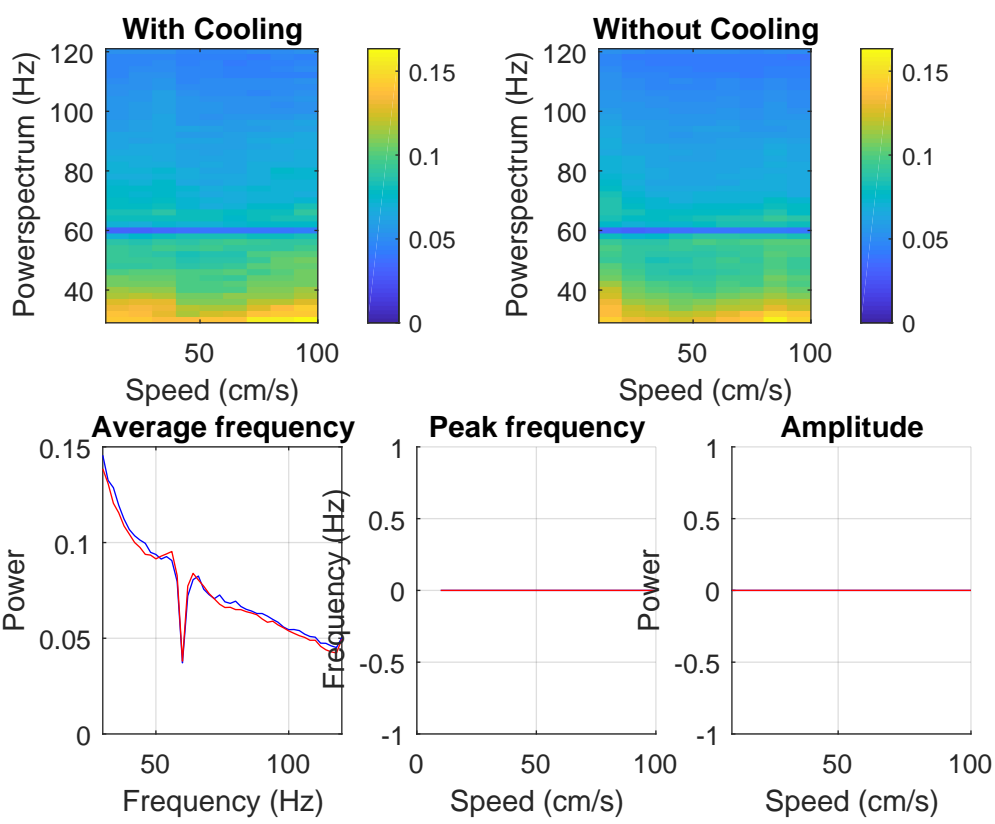 With Cooling
Powerspectrum (Hz)
120
100
80
60
40
50
100
Speed (cm/s)
0.15
0.1
0.05
0
Without Cooling
Powerspectrum (Hz)
120
100
80
60
40
50
100
Speed (cm/s)
0.15
0.1
0.05
0
Average frequency
Power
0.15
0.1
0.05
0
50
100
Frequency (Hz)
Peak frequency
Frequency (Hz)
1
0.5
0
-0.5
-1
0
50
100
Speed (cm/s)
Amplitude
Power
1
0.5
0
-0.5
-1
50
100
Speed (cm/s)